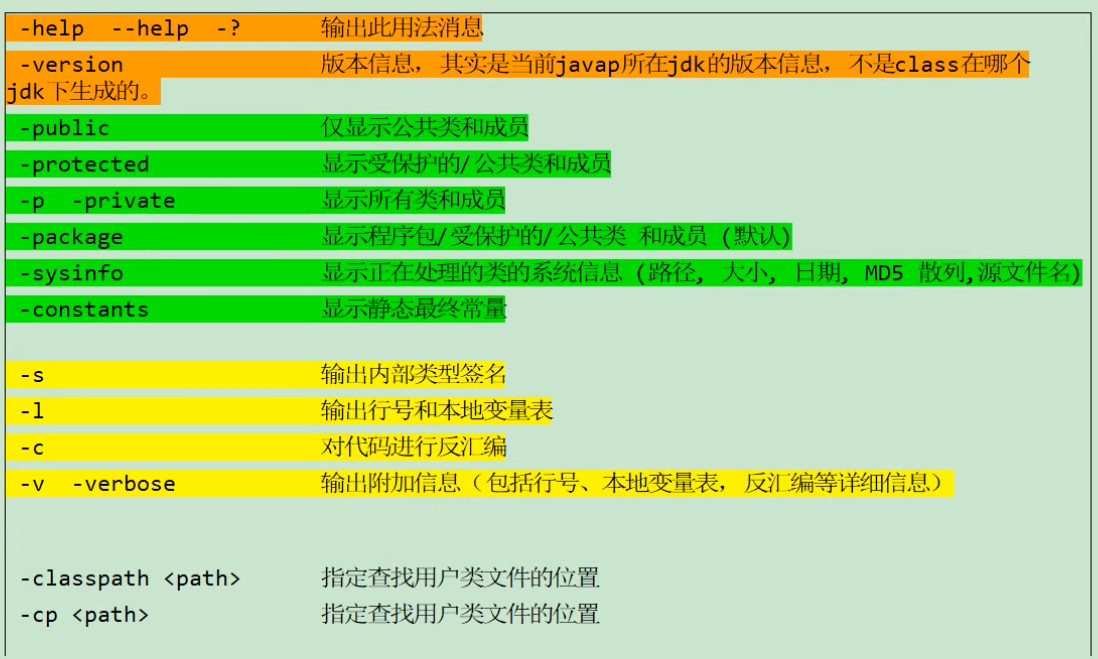 -help  --help  -?  输出此用法消息
-version  版本信息，其实是当前javap所在jdk的版本信息，不是class在哪个
jdk下生成的。
-public  仅显示公共类和成员
-protected  显示受保护的/公共类和成员
-p  -private  显示所有类和成员
-package  显示程序包/受保护的/公共类 和成员 (默认)
-sysinfo  显示正在处理的类的系统信息 (路径, 大小, 日期, MD5 散列,源文件名)
-constants  显示静态最终常量
-s  输出内部类型签名
-l  输出行号和本地变量表
-c  对代码进行反汇编
-v  -verbose  输出附加信息（包括行号、本地变量表，反汇编等详细信息）
-classpath <path>  指定查找用户类文件的位置
-cp <path>  指定查找用户类文件的位置